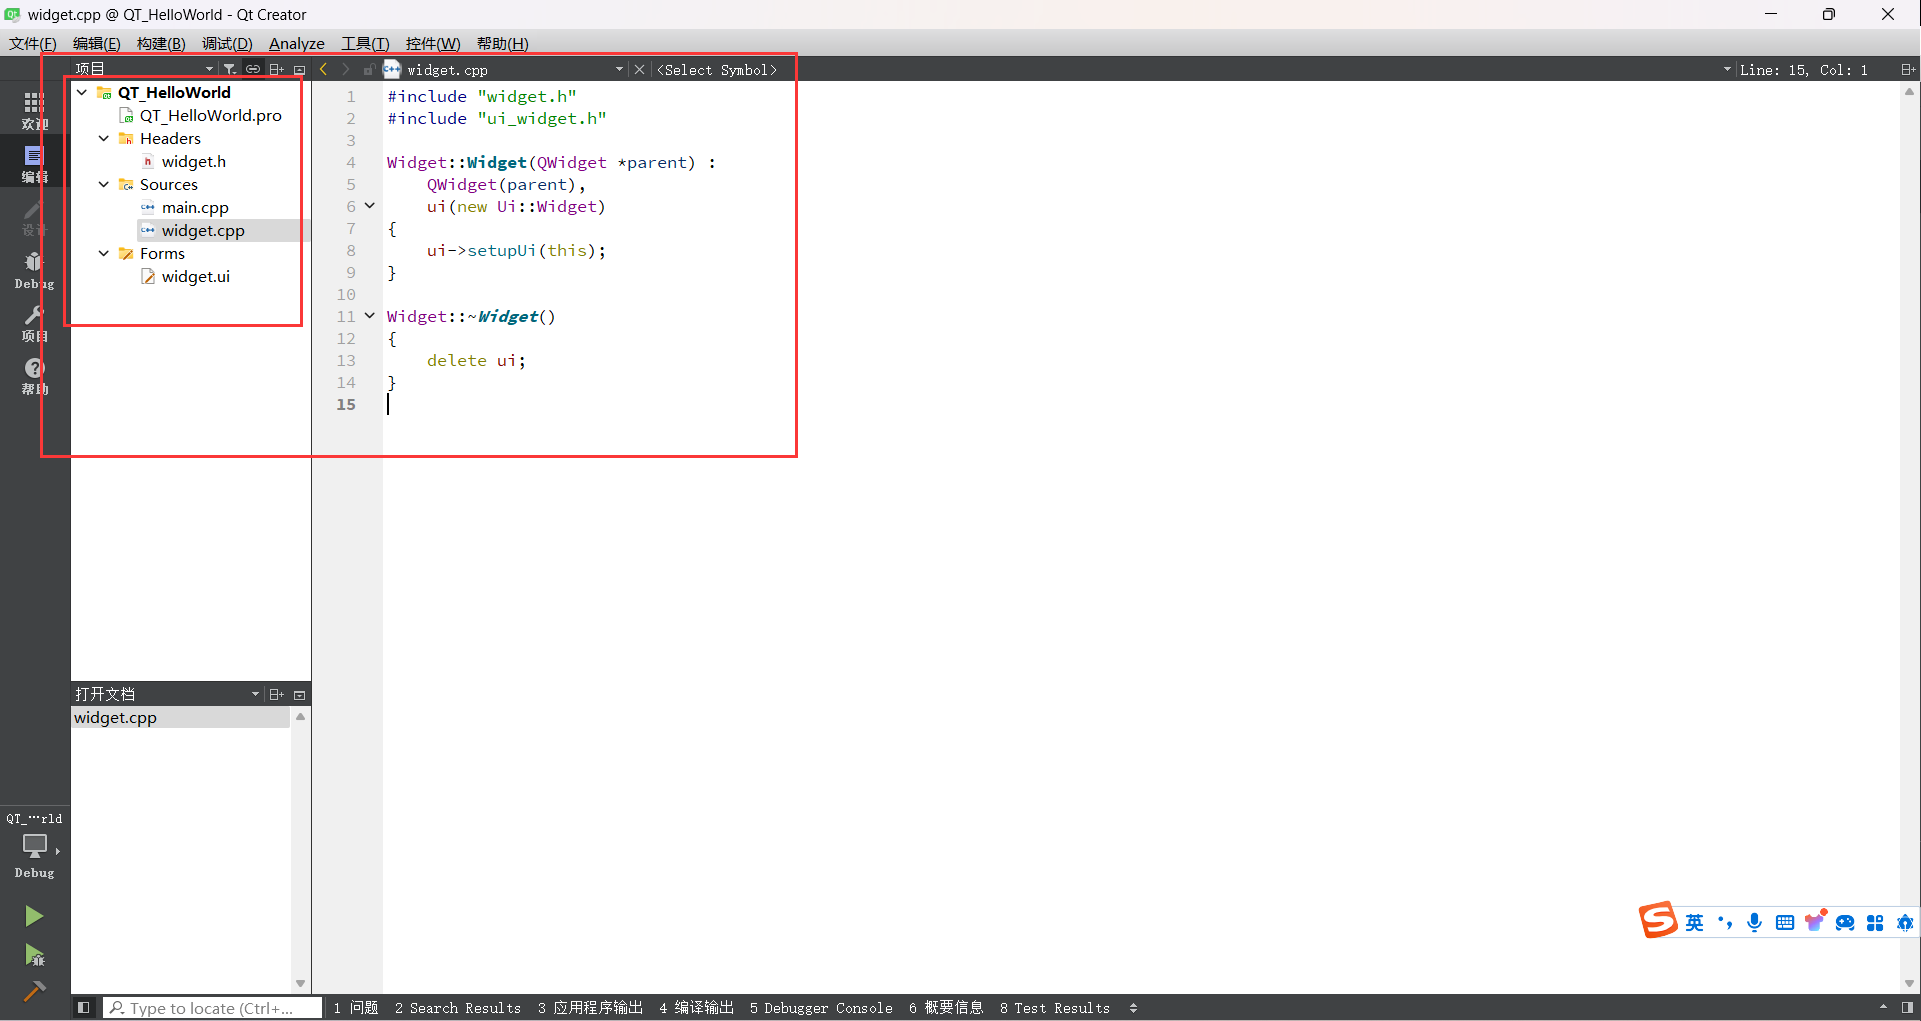 widget.cpp @ QT_HelloWorld - Qt Creator
文件(F) 编辑(E) 构建(B) 调试(D) Analyze 工具(T) 控件(W) 帮助(H)
项目
widget.cpp
<Select Symbol>
Line: 15, Col: 1
欢迎
编辑
设计
Debug
项目
帮助
QT_HelloWorld
QT_HelloWorld.pro
Headers
widget.h
Sources
main.cpp
widget.cpp
Forms
widget.ui
1 #include "widget.h"
2 #include "ui_widget.h"
3
4 Widget::Widget(QWidget *parent) :
5 QWidget(parent),
6 ui(new Ui::Widget)
7 {
8 ui->setupUi(this);
9 }
10
11 Widget::~Widget()
12 {
13 delete ui;
14 }
15
打开文档
widget.cpp
QT_…rld
Debug
英
Type to locate (Ctrl+...
1 问题 2 Search Results 3 应用程序输出 4 编译输出 5 Debugger Console 6 概要信息 8 Test Results